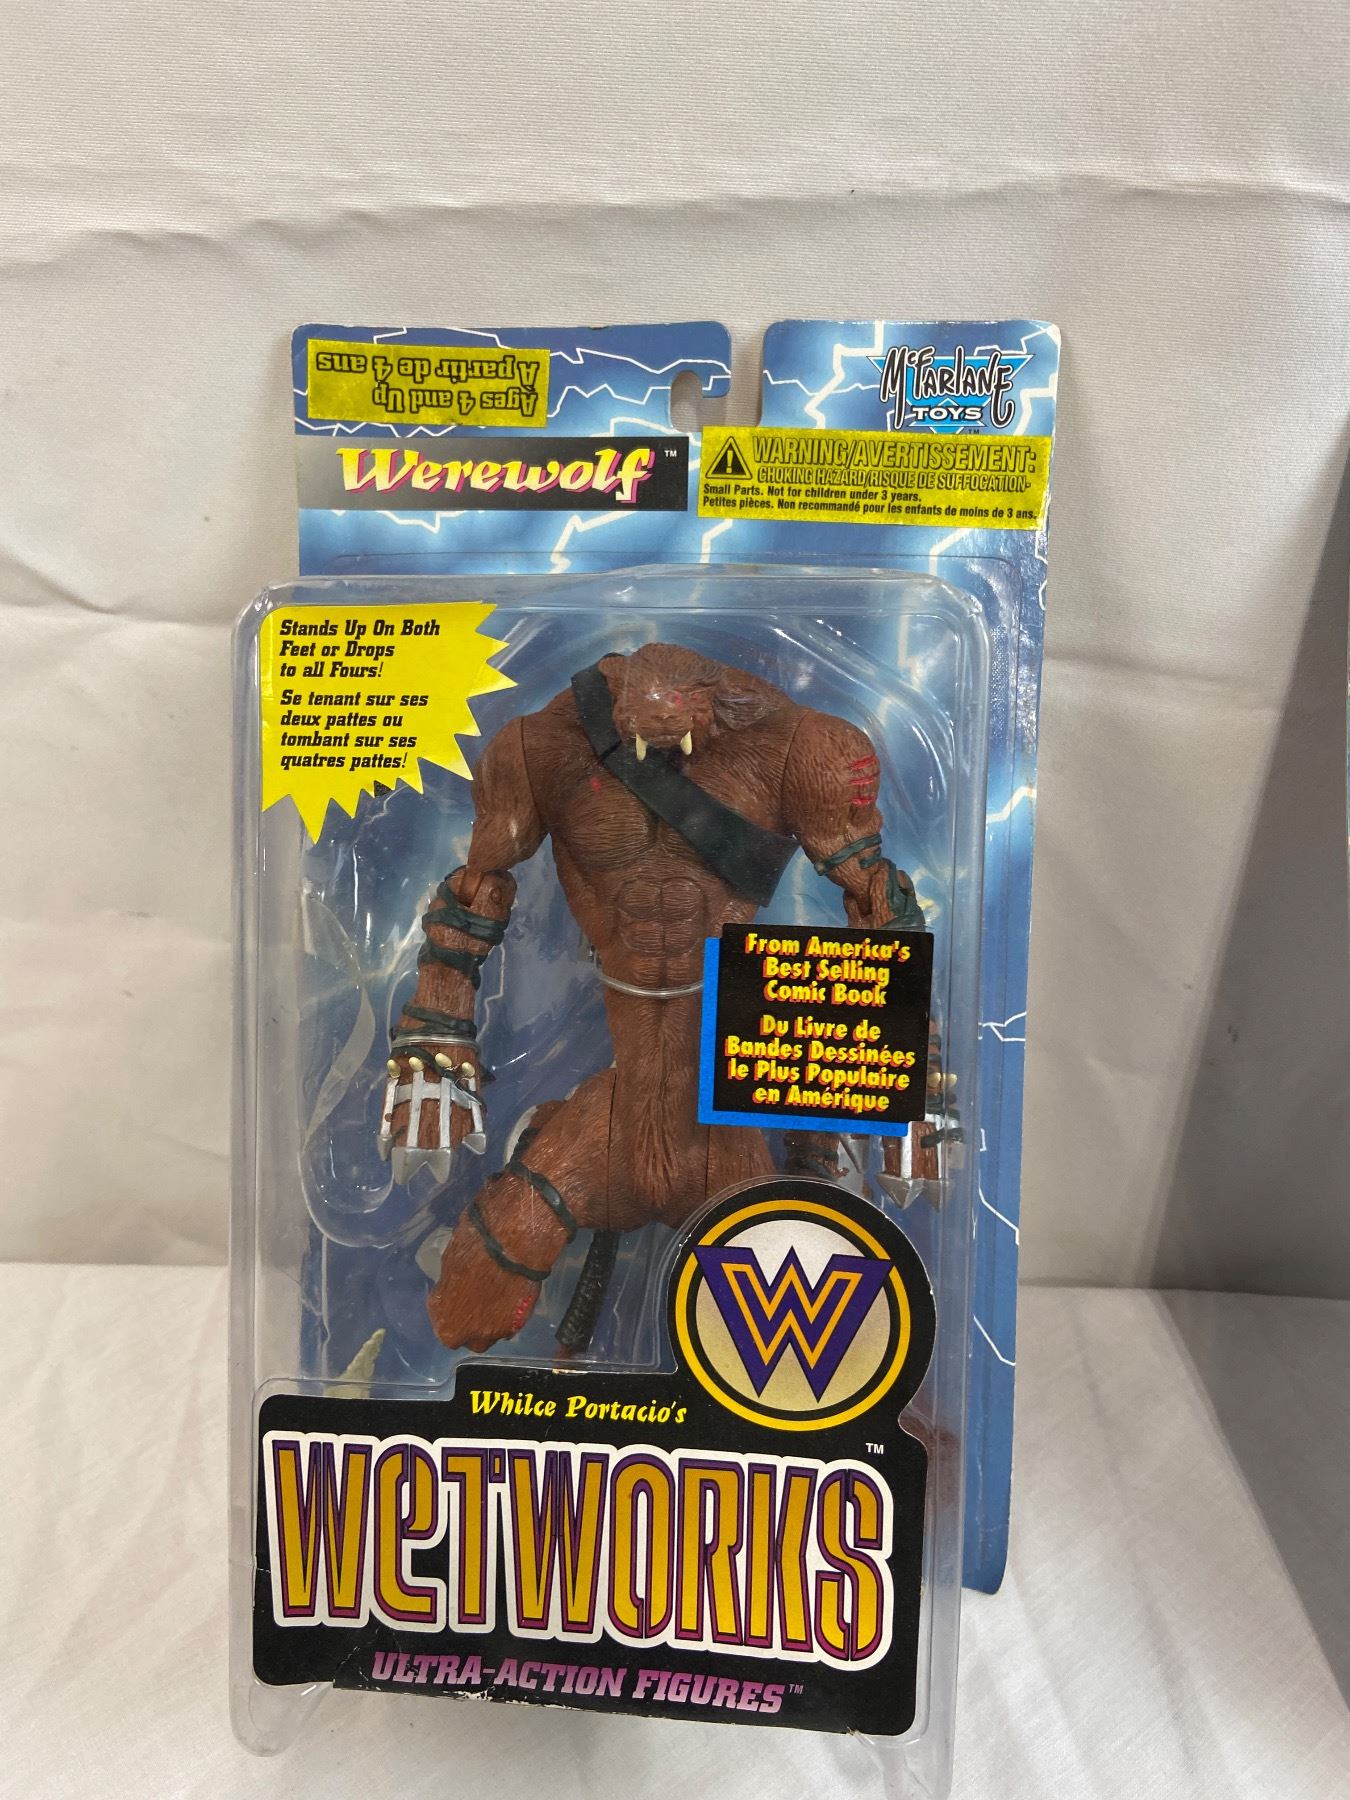 Ages 4 and Up
À partir de 4 ans
McFARLANE
TOYS™
Werewolf™
WARNING/AVERTISSEMENT:
CHOKING HAZARD/RISQUE DE SUFFOCATION-
Small Parts. Not for children under 3 years.
Petites pièces. Non recommandé pour les enfants de moins de 3 ans.
Stands Up On Both
Feet or Drops
to all Fours!
Se tenant sur ses
deux pattes ou
tombant sur ses
quatres pattes!
From America's
Best Selling
Comic Book
Du Livre de
Bandes Dessinées
le Plus Populaire
en Amérique
W
Whilce Portacio's
WETWORKS™
ULTRA-ACTION FIGURES™